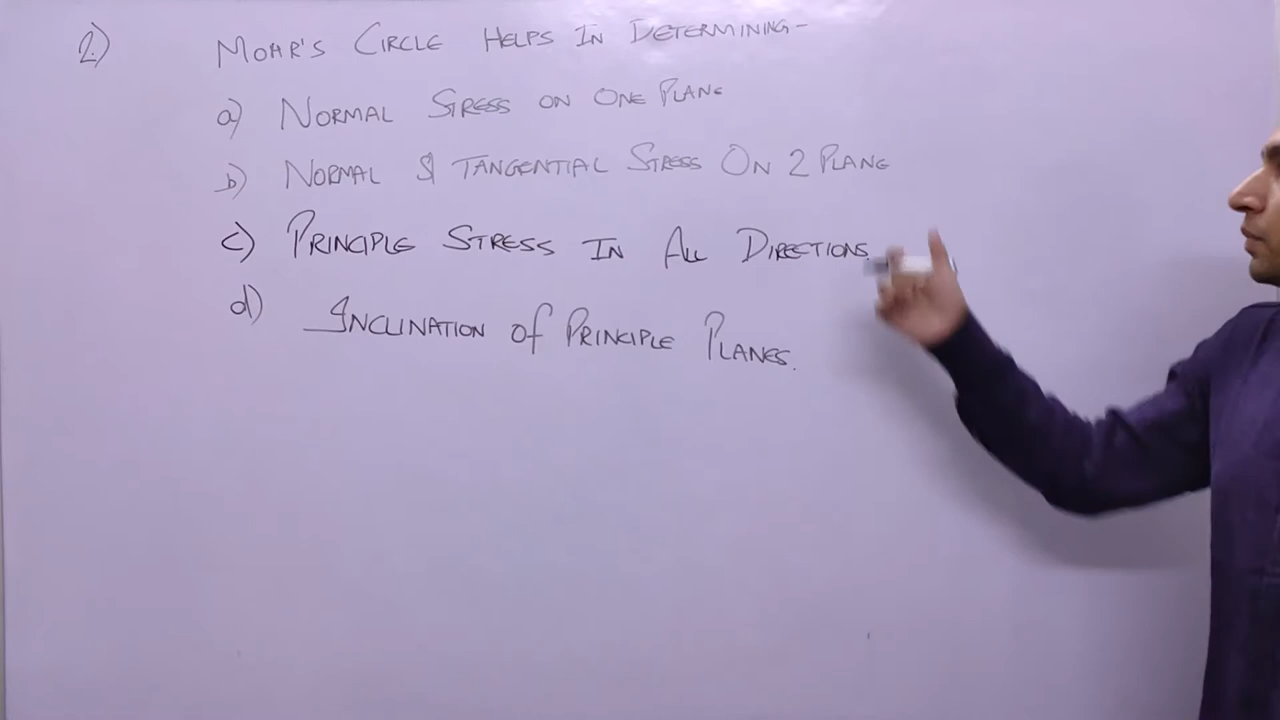 2.) MOHR'S CIRCLE HELPS IN DETERMINING-
a) NORMAL STRESS ON ONE PLANE
b) NORMAL & TANGENTIAL STRESS ON 2 PLANE
c) PRINCIPLE STRESS IN ALL DIRECTIONS.
d) INCLINATION OF PRINCIPLE PLANES.